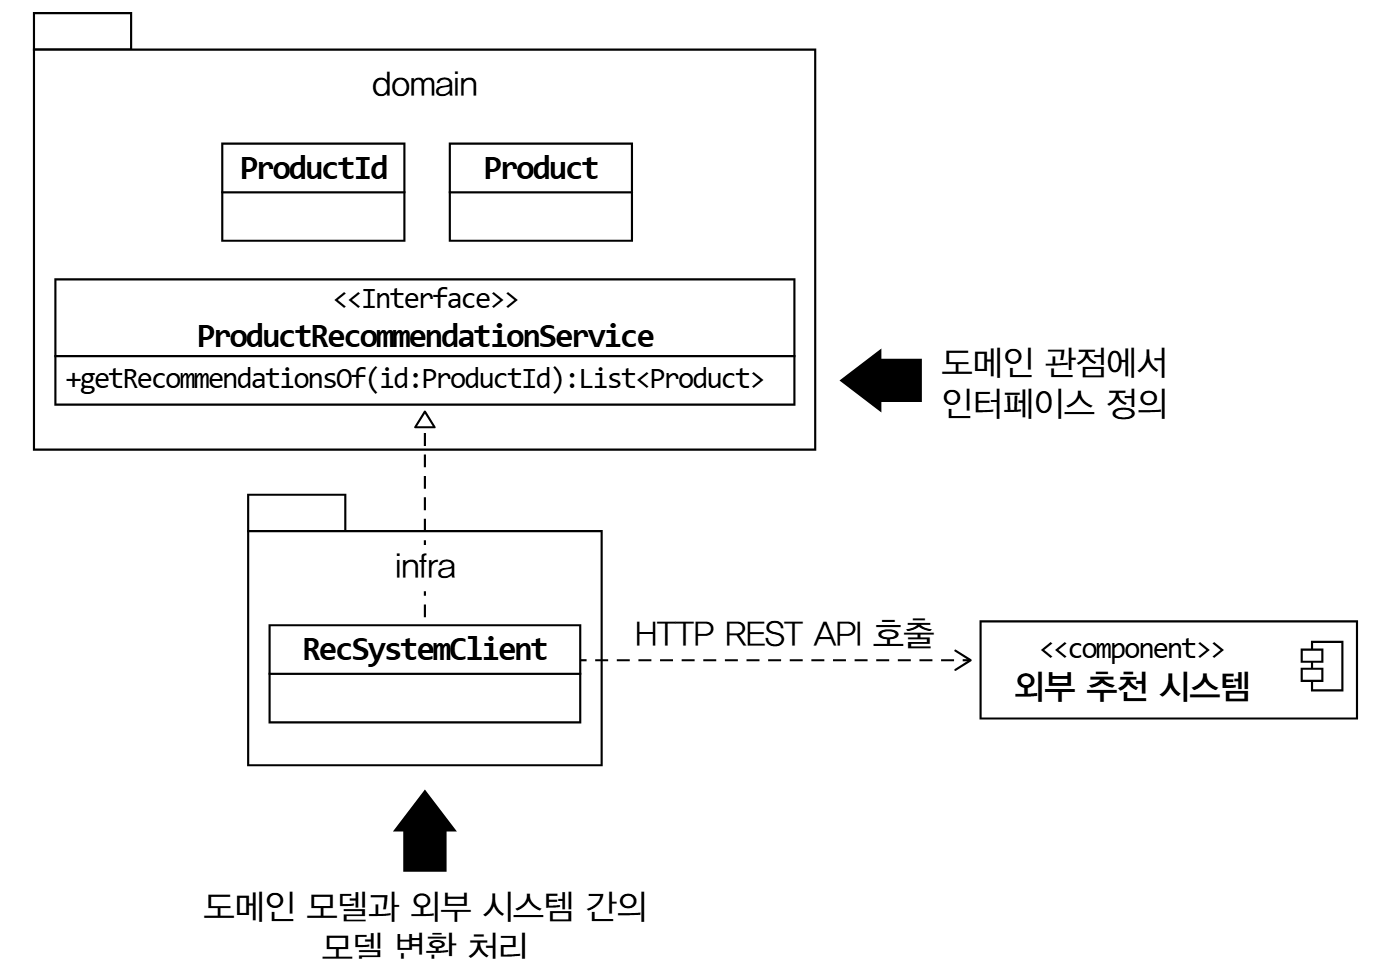 domain
ProductId
Product
<<Interface>>
ProductRecommendationService
+getRecommendationsOf(id:ProductId):List<Product>
도메인 관점에서
인터페이스 정의
infra
RecSystemClient
HTTP REST API 호출
<<component>>
외부 추천 시스템
도메인 모델과 외부 시스템 간의
모델 변환 처리